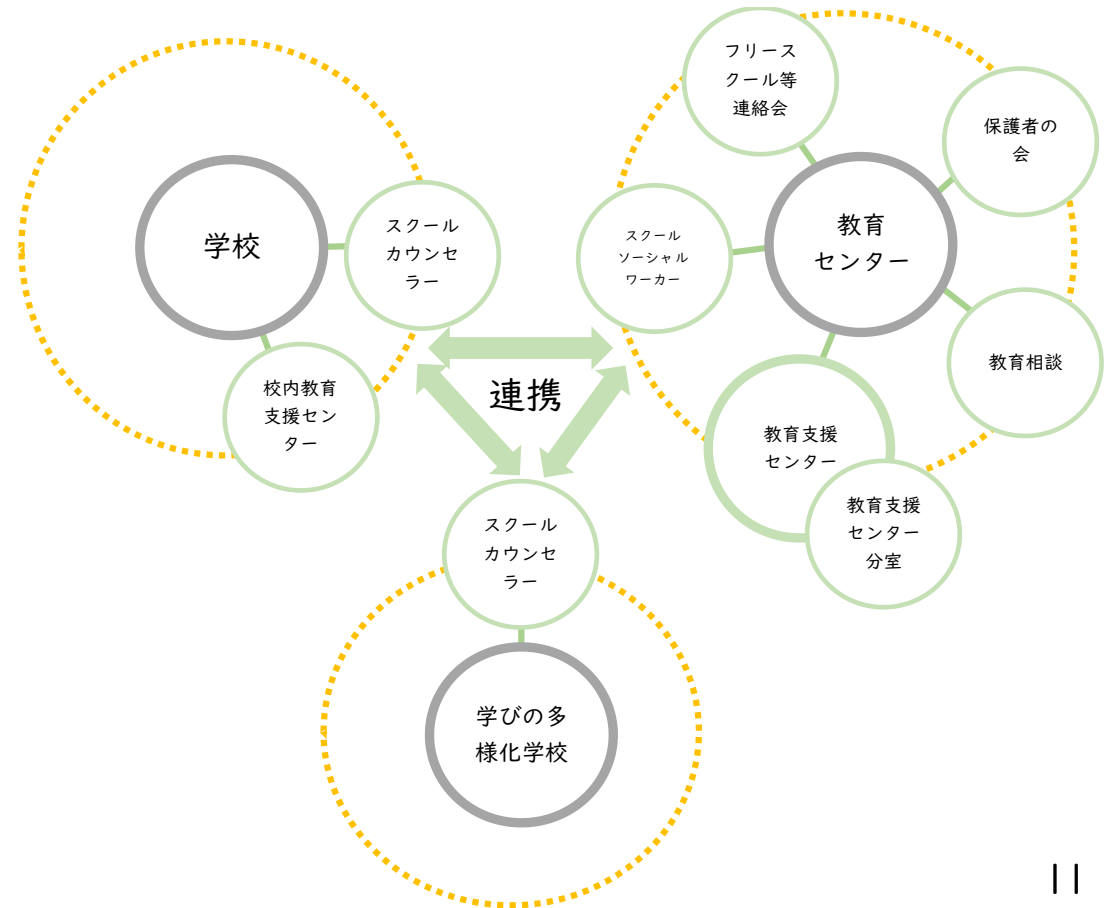 フリース
クール等
連絡会
保護者の
会
学校
スクール
カウンセ
ラー
スクール
ソーシャル
ワーカー
教育
センター
校内教育
支援セン
ター
連携
教育相談
教育支援
センター
教育支援
センター
分室
スクール
カウンセ
ラー
学びの多
様化学校
11